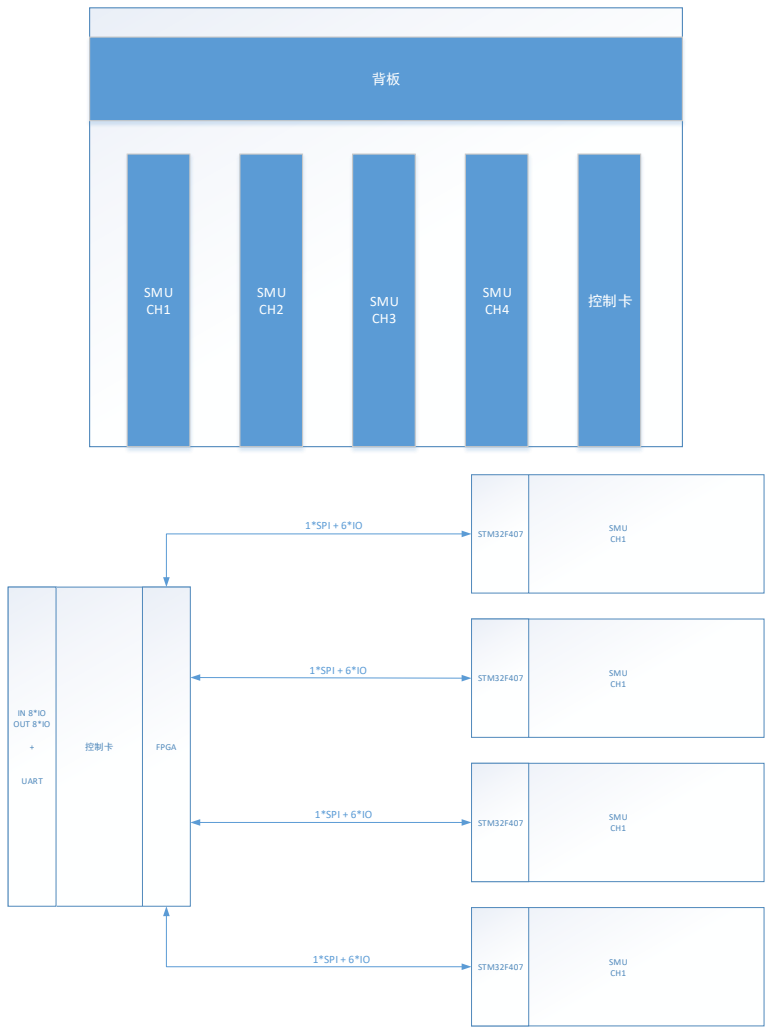 背板
SMU
CH1
SMU
CH2
SMU
CH3
SMU
CH4
控制卡
1*SPI + 6*IO
STM32F407
SMU
CH1
1*SPI + 6*IO
STM32F407
SMU
CH1
IN 8*IO
OUT 8*IO
+
UART
控制卡
FPGA
1*SPI + 6*IO
STM32F407
SMU
CH1
1*SPI + 6*IO
STM32F407
SMU
CH1